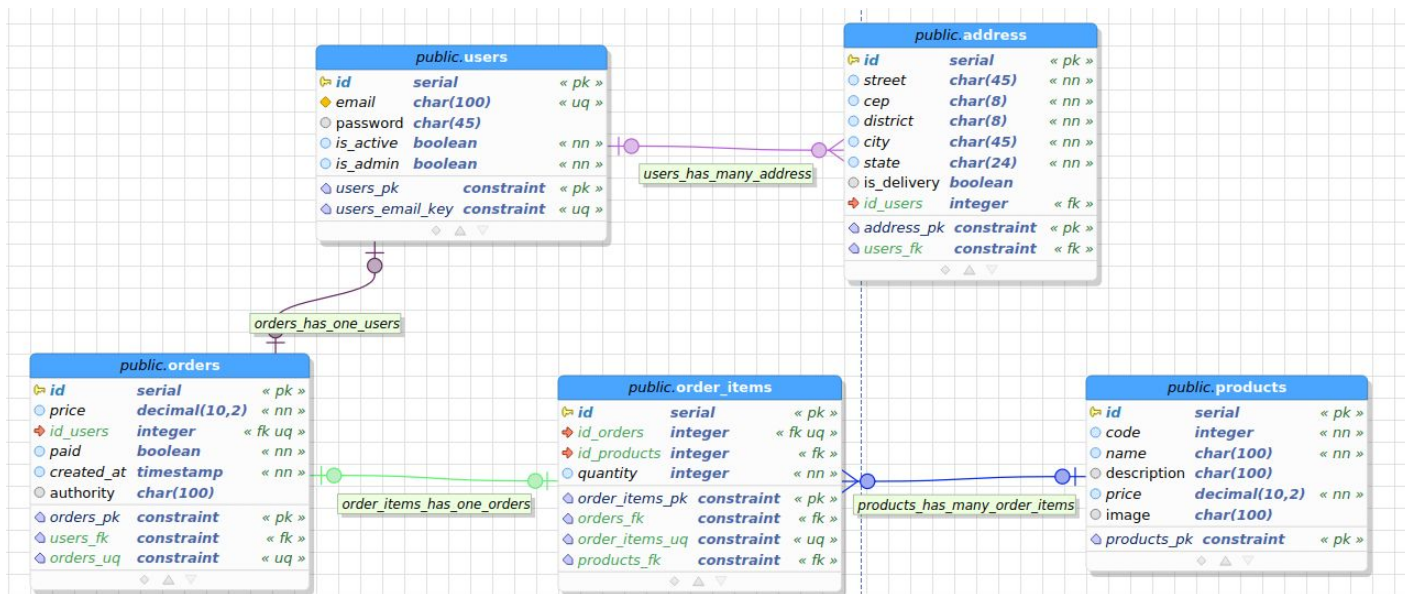 public.users
id serial « pk »
email char(100) « uq »
password char(45)
is_active boolean « nn »
is_admin boolean « nn »
users_pk constraint « pk »
users_email_key constraint « uq »
users_has_many_address
public.address
id serial « pk »
street char(45) « nn »
cep char(8) « nn »
district char(8) « nn »
city char(45) « nn »
state char(24) « nn »
is_delivery boolean
id_users integer « fk »
address_pk constraint « pk »
users_fk constraint « fk »
orders_has_one_users
public.orders
id serial « pk »
price decimal(10,2) « nn »
id_users integer « fk uq »
paid boolean « nn »
created_at timestamp « nn »
authority char(100)
orders_pk constraint « pk »
users_fk constraint « fk »
orders_uq constraint « uq »
order_items_has_one_orders
public.order_items
id serial « pk »
id_orders integer « fk uq »
id_products integer « fk »
quantity integer « nn »
order_items_pk constraint « pk »
orders_fk constraint « fk »
order_items_uq constraint « uq »
products_fk constraint « fk »
products_has_many_order_items
public.products
id serial « pk »
code integer « nn »
name char(100) « nn »
description char(100)
price decimal(10,2) « nn »
image char(100)
products_pk constraint « pk »